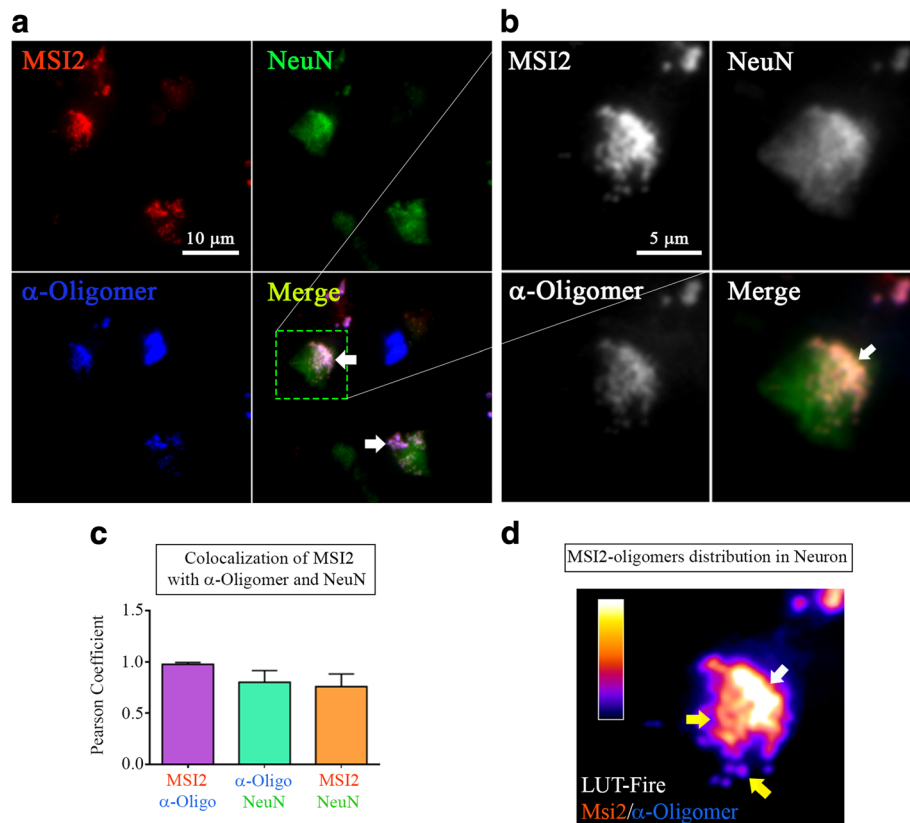 a
MSI2
NeuN
10 µm
α-Oligomer
Merge
b
MSI2
NeuN
5 µm
α-Oligomer
Merge
c
Colocalization of MSI2
with α-Oligomer and NeuN
Pearson Coefficient
1.5
1.0
0.5
0.0
MSI2
α-Oligo
α-Oligo
NeuN
MSI2
NeuN
d
MSI2-oligomers distribution in Neuron
LUT-Fire
Msi2/α-Oligomer